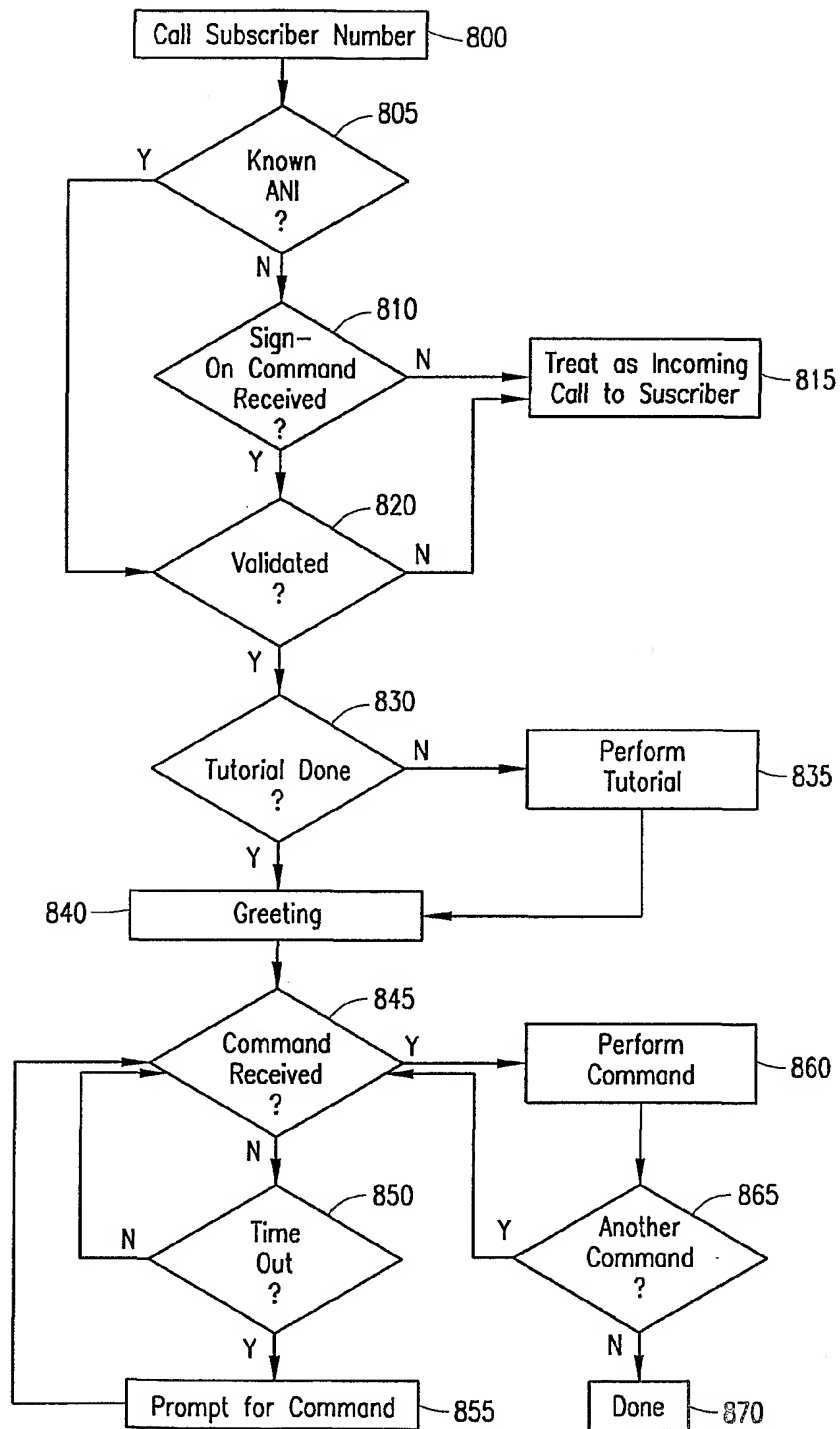 Call Subscriber Number
800
805
Y
Known
ANI
?
N
810
Sign-
On Command
Received
?
N
Treat as Incoming
Call to Suscriber
815
Y
820
Validated
?
N
Y
830
Tutorial Done
?
N
Perform
Tutorial
835
Y
840
Greeting
845
Command
Received
?
Y
Perform
Command
860
N
850
Time
Out
?
N
865
Another
Command
?
Y
Y
N
Prompt for Command
855
Done
870